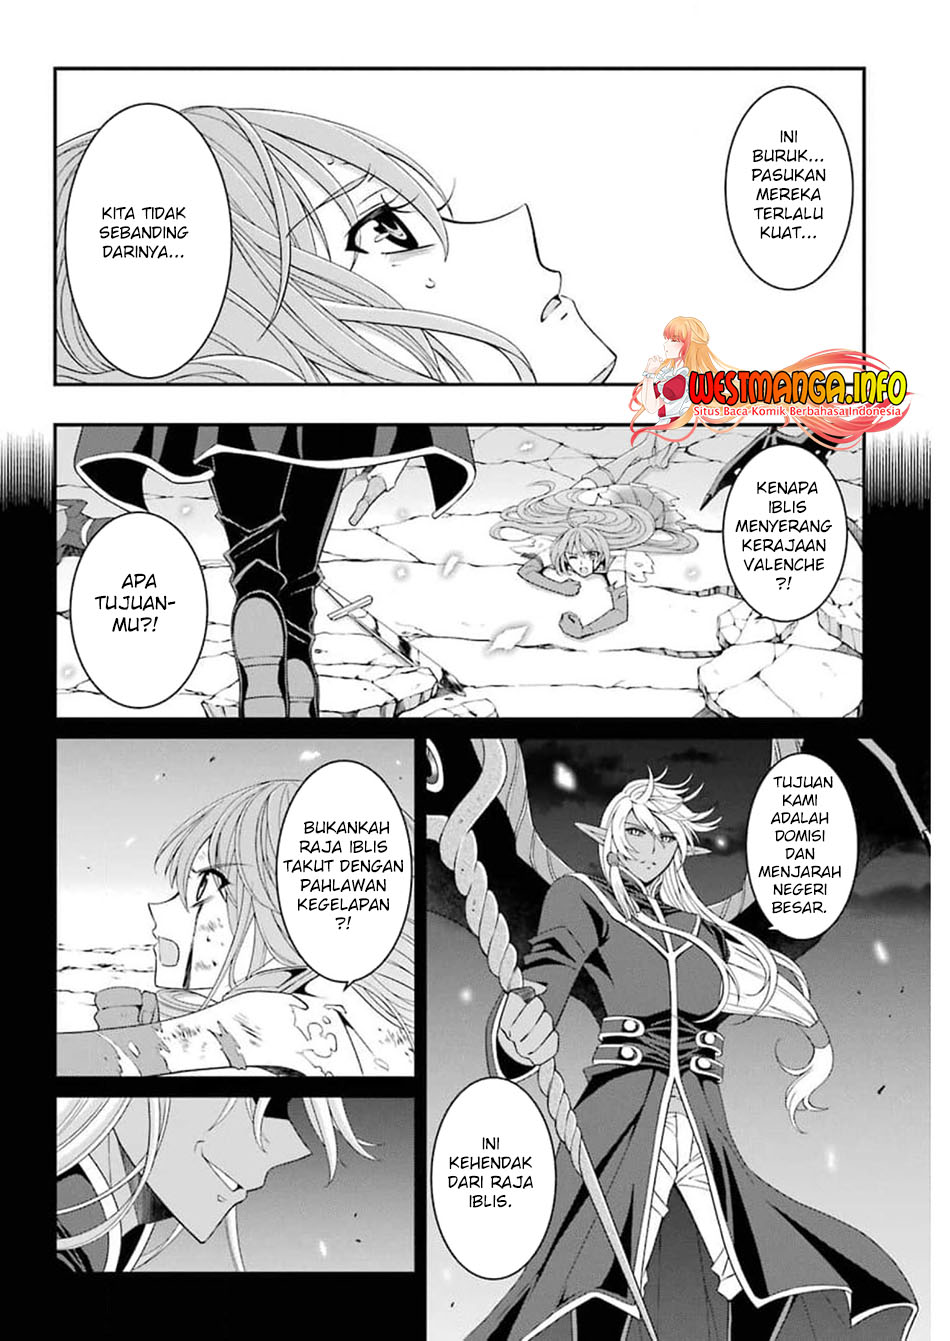 INI
BURUK...
PASUKAN
MEREKA
TERLALU
KUAT...
KITA TIDAK
SEBANDING
DARINYA...
WESTMANGA.INFO
Situs Baca Komik Berbahasa Indonesia
KENAPA
IBLIS
MENYERANG
KERAJAAN
VALENCHE
?!
APA
TUJUAN-
MU?!
TUJUAN
KAMI
ADALAH
DOMISI
DAN
MENJARAH
NEGERI
BESAR.
BUKANKAH
RAJA IBLIS
TAKUT DENGAN
PAHLAWAN
KEGELAPAN
?!
INI
KEHENDAK
DARI RAJA
IBLIS.